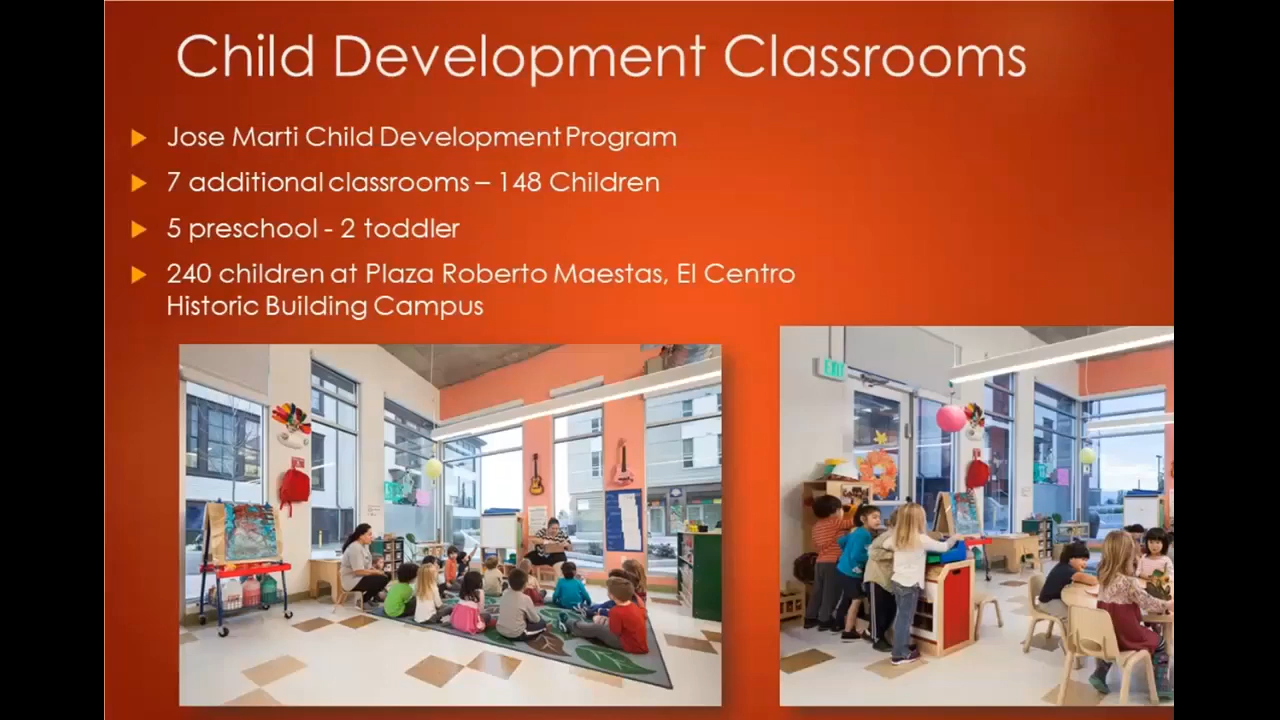 Child Development Classrooms
Jose Marti Child Development Program
7 additional classrooms – 148 Children
5 preschool - 2 toddler
240 children at Plaza Roberto Maestas, El Centro
Historic Building Campus
EXIT